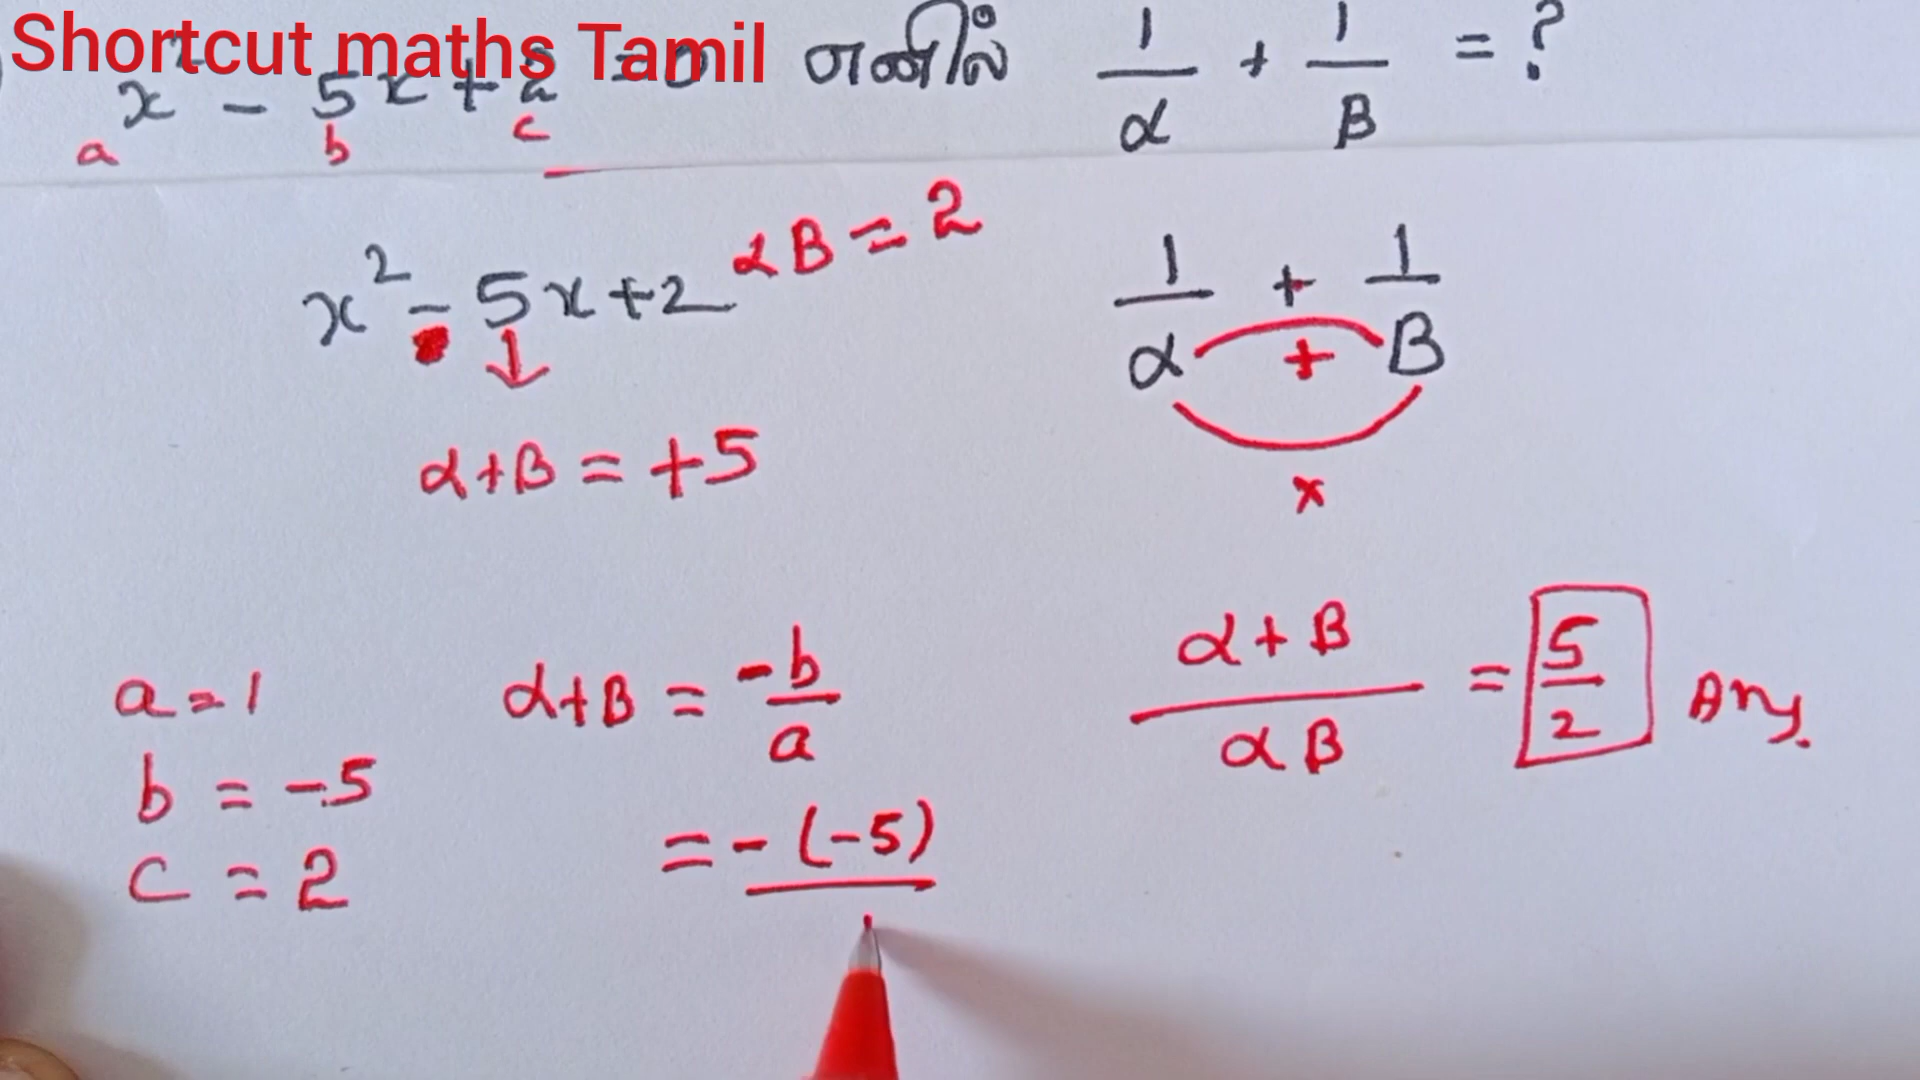 Shortcut maths Tamil
x² - 5x + 2 = 0 எனில் 1/α + 1/β = ?
a b c
x² - 5x + 2
αβ = 2
α+β = +5
1/α + 1/β
+
x
a = 1
b = -5
c = 2
α+β = -b/a
= -(-5)
α+β/αβ = 5/2 Ans.